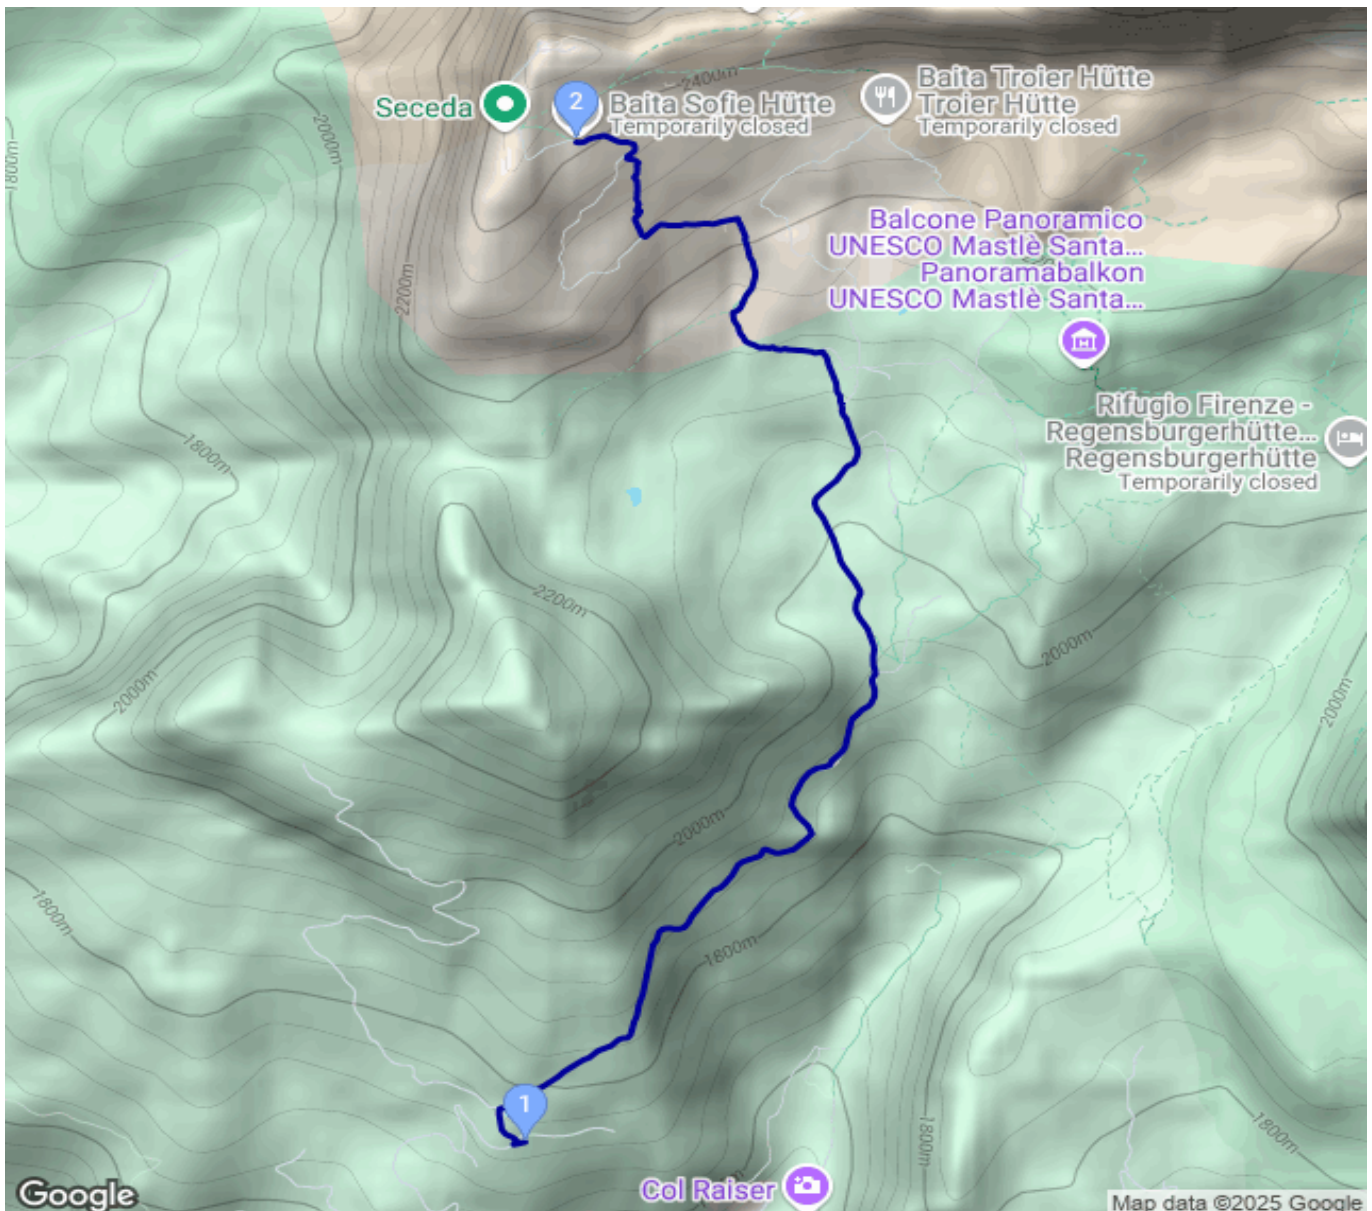 2400m
Baita Troier Hütte
Troier Hütte
Temporarily closed
Seceda
2
Baita Sofie Hütte
Temporarily closed
2000m
1800m
Balcone Panoramico
UNESCO Mastlè Santa...
Panoramabalkon
UNESCO Mastlè Santa...
2200m
Rifugio Firenze -
Regensburgerhütte...
Regensburgerhütte
Temporarily closed
1800m
2200m
2000m
2000m
2000m
2000m
1800m
1800m
1
1800m
1800m
Col Raiser
Google
Map data ©2025 Google